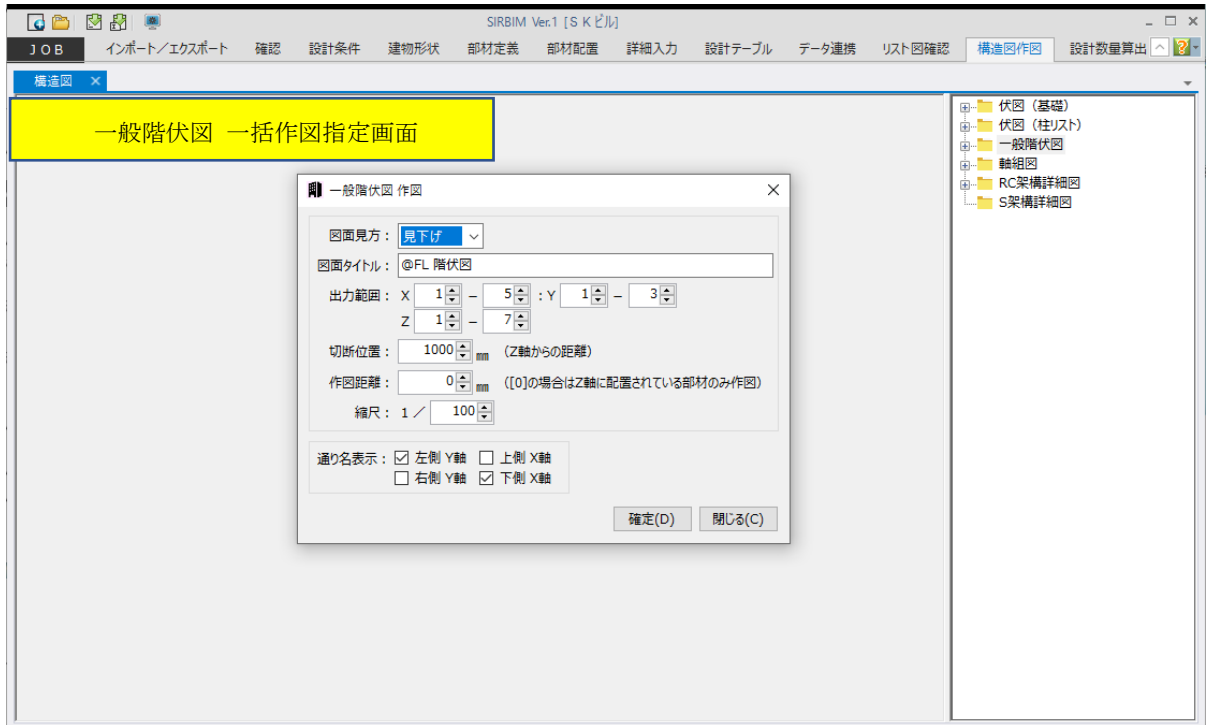 SIRBIM Ver.1 [ＳＫビル]
ＪＯＢ インポート／エクスポート 確認 設計条件 建物形状 部材定義 部材配置 詳細入力 設計テーブル データ連携 リスト図確認 構造図作図 設計数量算出
構造図
一般階伏図 一括作図指定画面
伏図（基礎）
伏図（柱リスト）
一般階伏図
軸組図
RC架構詳細図
S架構詳細図
一般階伏図 作図
図面見方： 見下げ
図面タイトル： @FL 階伏図
出力範囲： X 1 － 5 ：Y 1 － 3
Z 1 － 7
切断位置： 1000 mm （Z軸からの距離）
作図距離： 0 mm （[0]の場合はZ軸に配置されている部材のみ作図）
縮尺： 1 ／ 100
通り名表示： 左側 Y軸 上側 X軸
右側 Y軸 下側 X軸
確定(D) 閉じる(C)